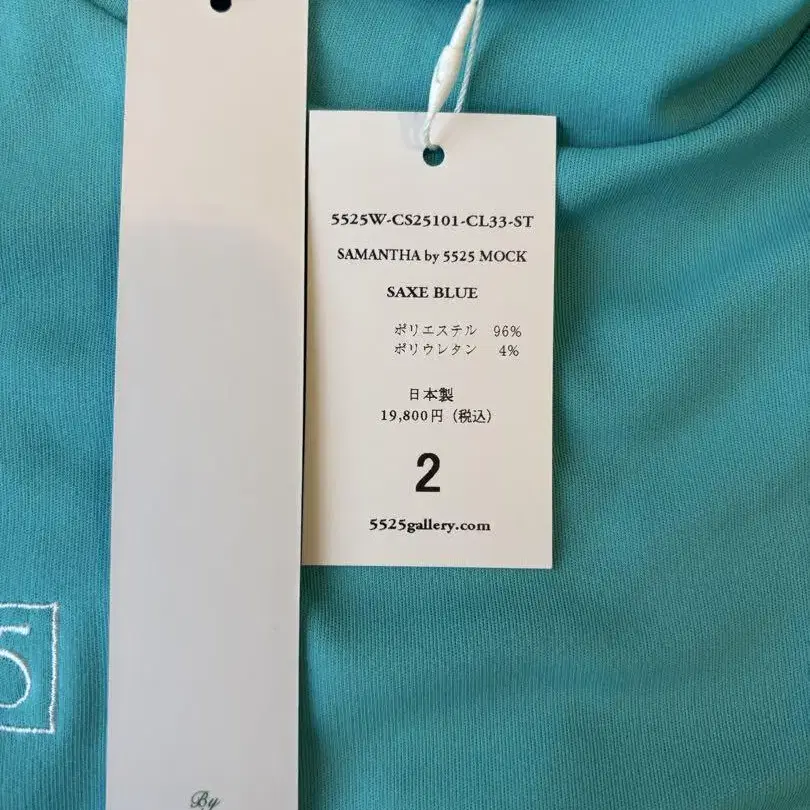 5525W-CS25101-CL33-ST
SAMANTHA by 5525 MOCK
SAXE BLUE
ポリエステル 96%
ポリウレタン 4%
日本製
19,800円（税込）
2
5525gallery.com
5
By